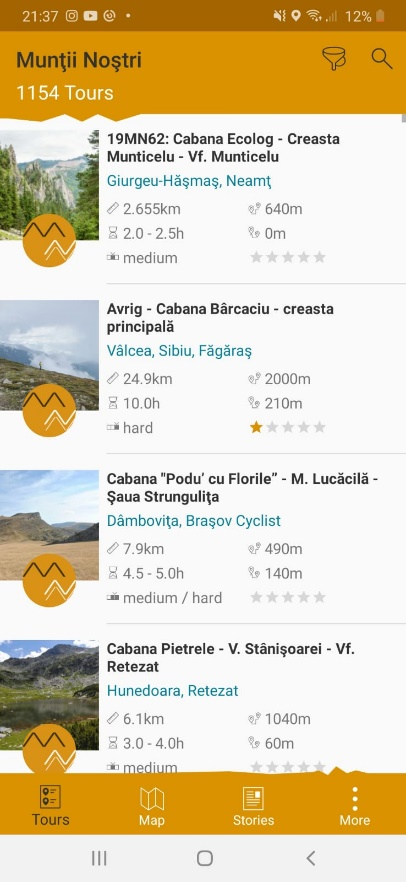 21:37 12%
Munţii Noştri
1154 Tours
19MN62: Cabana Ecolog - Creasta
Munticelu - Vf. Munticelu
Giurgeu-Hăşmaş, Neamţ
2.655km 640m
2.0 - 2.5h 0m
medium
Avrig - Cabana Bârcaciu - creasta
principală
Vâlcea, Sibiu, Făgăraş
24.9km 2000m
10.0h 210m
hard
Cabana "Podu’ cu Florile” - M. Lucăcilă -
Şaua Strunguliţa
Dâmboviţa, Braşov Cyclist
7.9km 490m
4.5 - 5.0h 140m
medium / hard
Cabana Pietrele - V. Stânişoarei - Vf.
Retezat
Hunedoara, Retezat
6.1km 1040m
3.0 - 4.0h 60m
medium
Tours Map Stories More